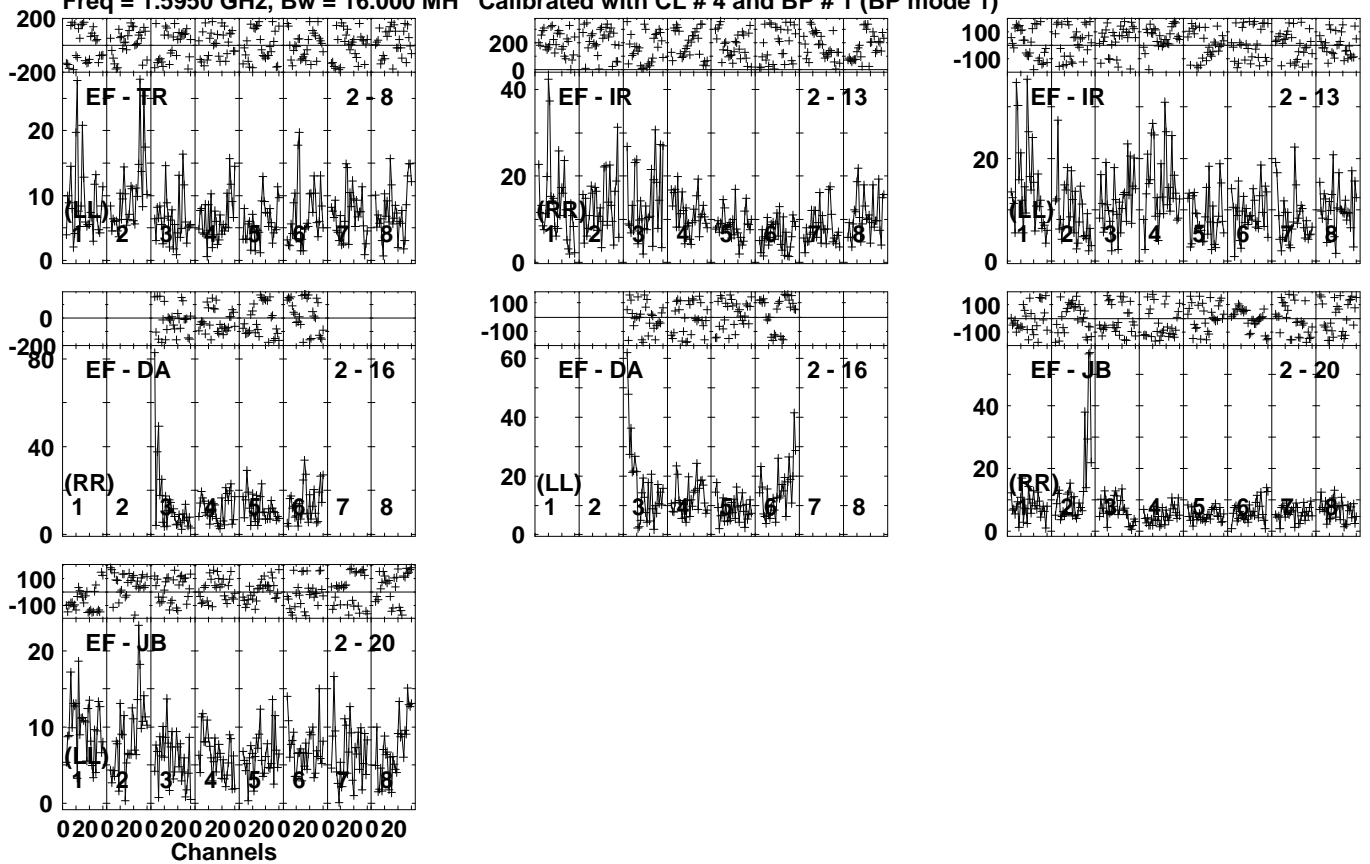 Freq = 1.5950 GHz, Bw = 16.000 MH Calibrated with CL # 4 and BP # 1 (BP mode 1)
200
-200
EF - TR 2 - 8
20
10
0
(LL)
1 2 3 4 5 6 7 8
200
0
40
EF - IR 2 - 13
20
0
(RR)
1 2 3 4 5 6 7 8
100
-100
EF - IR 2 - 13
20
0
(LL)
1 2 3 4 5 6 7 8
0
-200
80
EF - DA 2 - 16
40
0
(RR)
1 2 3 4 5 6 7 8
100
-100
60
EF - DA 2 - 16
40
20
0
(LL)
1 2 3 4 5 6 7 8
100
-100
EF - JB 2 - 20
40
20
0
(RR)
1 2 3 4 5 6 7 8
100
-100
EF - JB 2 - 20
20
10
0
(LL)
1 2 3 4 5 6 7 8
0 20 0 20 0 20 0 20 0 20 0 20 0 20 0 20
Channels